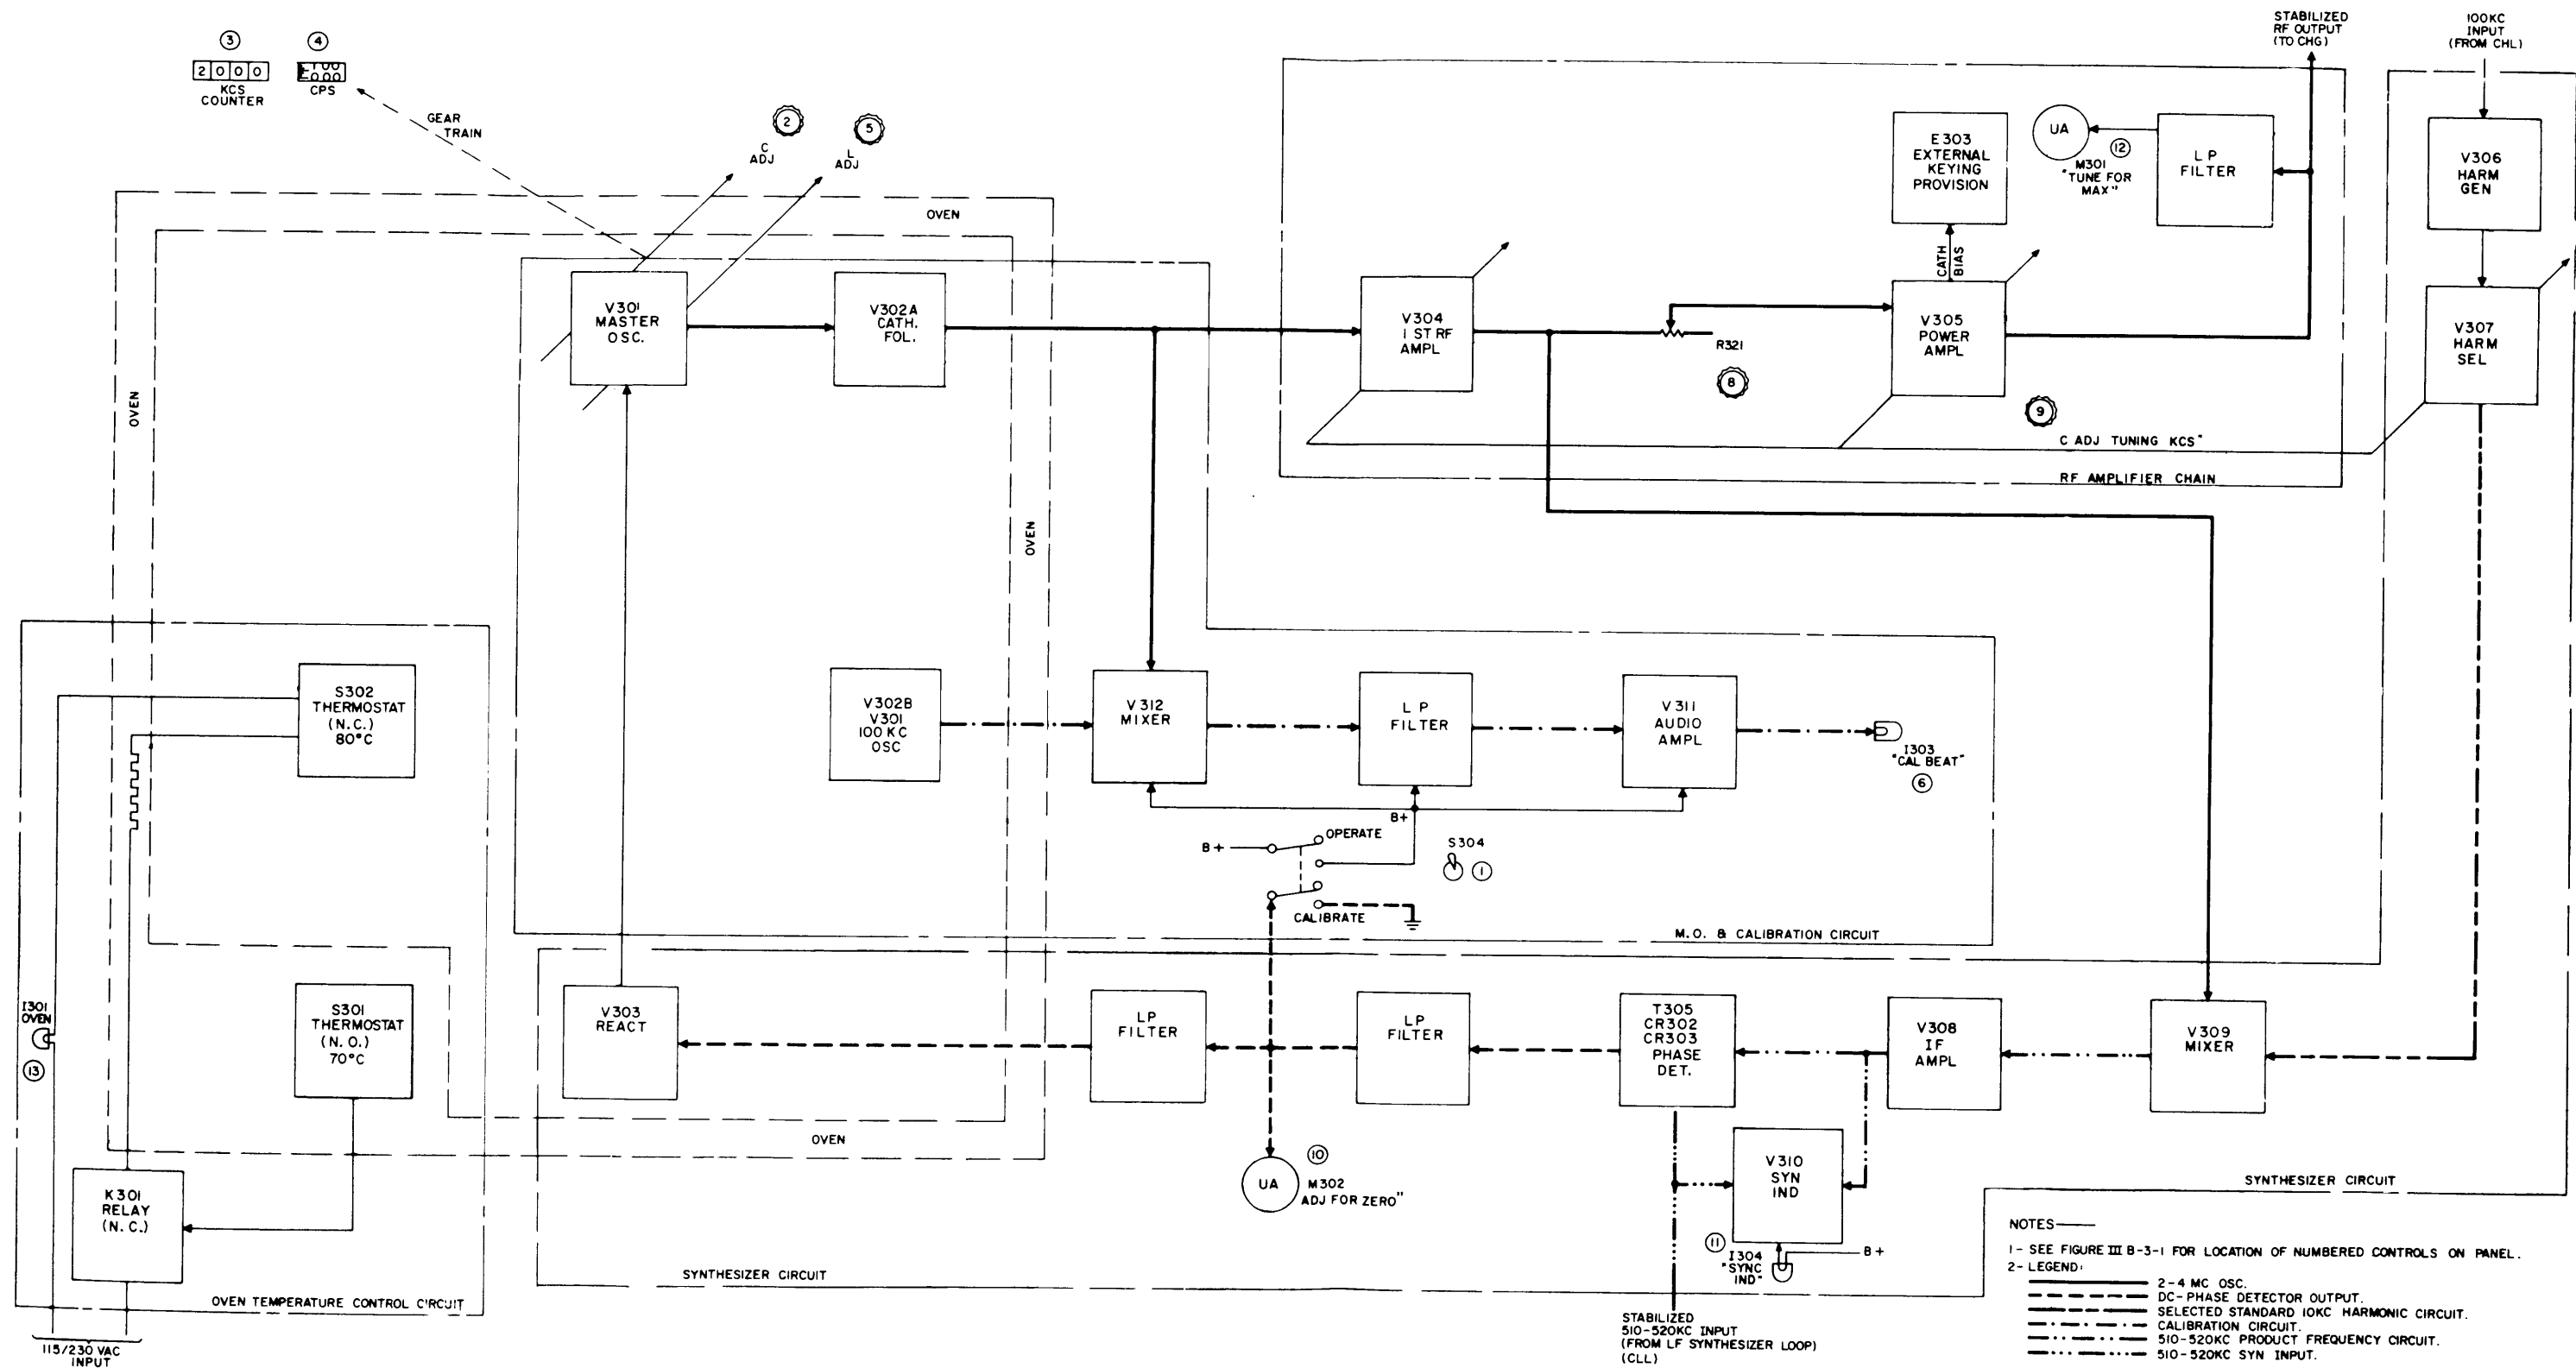 STABILIZED
RF OUTPUT
(TO CHG)
100KC
INPUT
(FROM CHL)
3
2 0 0 0
KCS
COUNTER
4
CPS
GEAR
TRAIN
2
C
ADJ
5
L
ADJ
OVEN
OVEN
OVEN
OVEN
V301
MASTER
OSC.
V302A
CATH.
FOL.
V304
1 ST RF
AMPL
R321
8
E303
EXTERNAL
KEYING
PROVISION
CATH
BIAS
V305
POWER
AMPL
9
UA
12
M301
"TUNE FOR
MAX"
L P
FILTER
V306
HARM
GEN
V307
HARM
SEL
C ADJ TUNING KCS"
RF AMPLIFIER CHAIN
S302
THERMOSTAT
(N.C.)
80°C
V302B
V301
100 KC
OSC
V312
MIXER
L P
FILTER
V311
AUDIO
AMPL
I303
"CAL BEAT"
6
B+
B+
OPERATE
CALIBRATE
S304
1
M.O. & CALIBRATION CIRCUIT
I301
OVEN
13
S301
THERMOSTAT
(N.O.)
70°C
V303
REACT
LP
FILTER
LP
FILTER
T305
CR302
CR303
PHASE
DET.
V308
IF
AMPL
V309
MIXER
K301
RELAY
(N.C.)
UA
10
M302
ADJ FOR ZERO"
V310
SYN
IND
11
I304
"SYNC
IND"
B+
SYNTHESIZER CIRCUIT
SYNTHESIZER CIRCUIT
OVEN TEMPERATURE CONTROL CIRCUIT
115/230 VAC
INPUT
STABILIZED
510-520KC INPUT
(FROM LF SYNTHESIZER LOOP)
(CLL)
NOTES
1- SEE FIGURE III B-3-1 FOR LOCATION OF NUMBERED CONTROLS ON PANEL.
2- LEGEND:
2-4 MC OSC.
DC-PHASE DETECTOR OUTPUT.
SELECTED STANDARD 10KC HARMONIC CIRCUIT.
CALIBRATION CIRCUIT.
510-520KC PRODUCT FREQUENCY CIRCUIT.
510-520KC SYN INPUT.